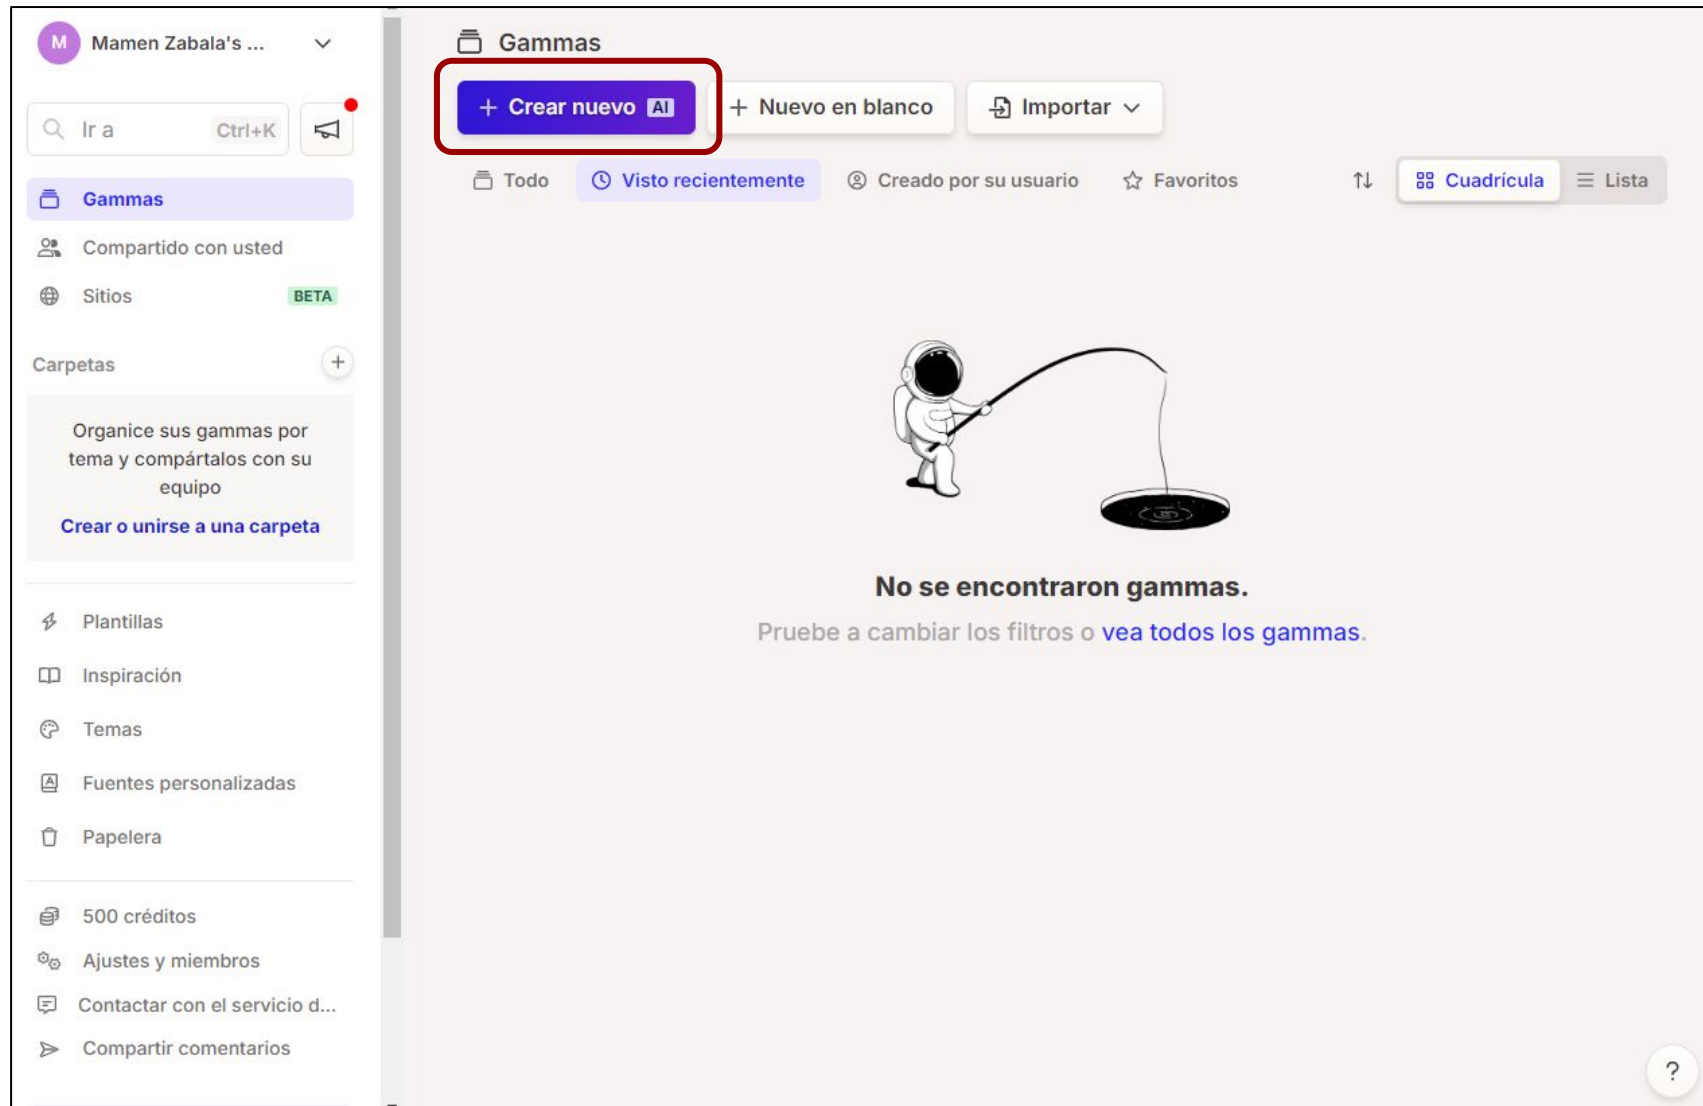 M
Mamen Zabala's ...
Ir a
Ctrl+K
Gammas
Compartido con usted
Sitios
BETA
Carpetas
+
Organice sus gammas por
tema y compártalos con su
equipo
Crear o unirse a una carpeta
Plantillas
Inspiración
Temas
Fuentes personalizadas
Papelera
500 créditos
Ajustes y miembros
Contactar con el servicio d...
Compartir comentarios
Gammas
+ Crear nuevo AI
+ Nuevo en blanco
Importar
Todo
Visto recientemente
Creado por su usuario
Favoritos
Cuadrícula
Lista
No se encontraron gammas.
Pruebe a cambiar los filtros o vea todos los gammas.
?